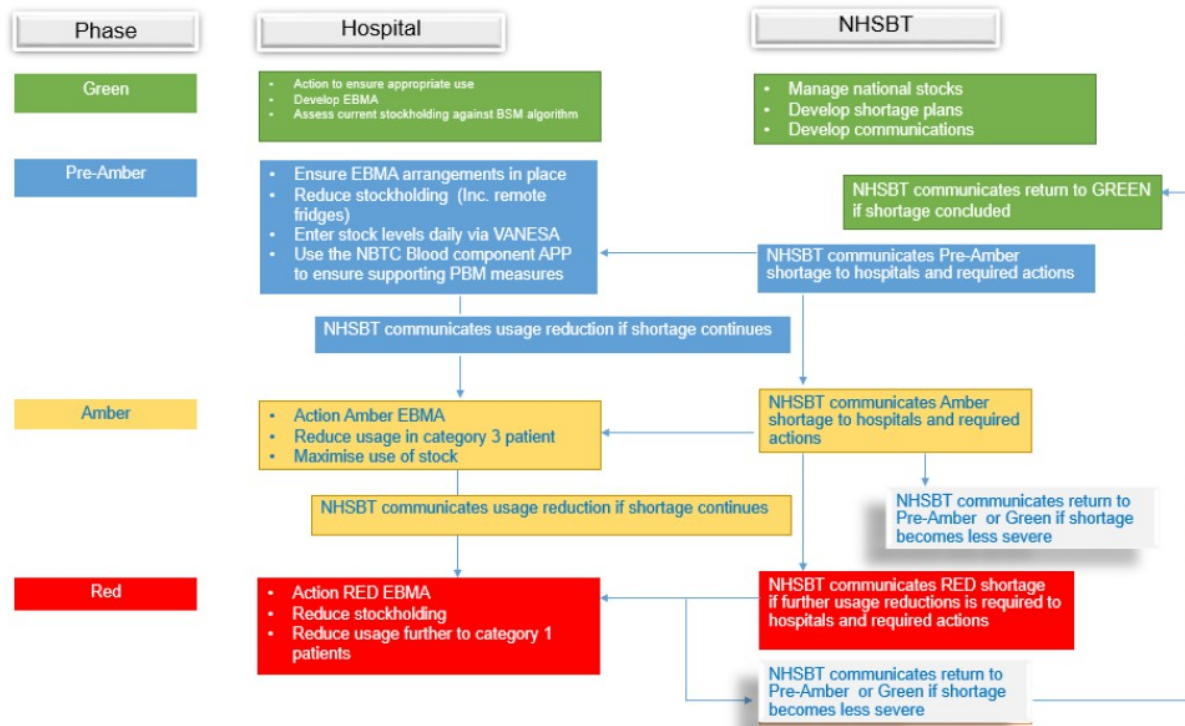 Phase
Hospital
NHSBT
Green
• Action to ensure appropriate use
• Develop EBMA
• Assess current stockholding against BSM algorithm
• Manage national stocks
• Develop shortage plans
• Develop communications
Pre-Amber
• Ensure EBMA arrangements in place
• Reduce stockholding (Inc. remote
fridges)
• Enter stock levels daily via VANESA
• Use the NBTC Blood component APP
to ensure supporting PBM measures
NHSBT communicates return to GREEN
if shortage concluded
NHSBT communicates Pre-Amber
shortage to hospitals and required actions
NHSBT communicates usage reduction if shortage continues
Amber
• Action Amber EBMA
• Reduce usage in category 3 patient
• Maximise use of stock
NHSBT communicates Amber
shortage to hospitals and required
actions
NHSBT communicates usage reduction if shortage continues
NHSBT communicates return to
Pre-Amber or Green if shortage
becomes less severe
Red
• Action RED EBMA
• Reduce stockholding
• Reduce usage further to category 1
patients
NHSBT communicates RED shortage
if further usage reductions is required to
hospitals and required actions
NHSBT communicates return to
Pre-Amber or Green if shortage
becomes less severe